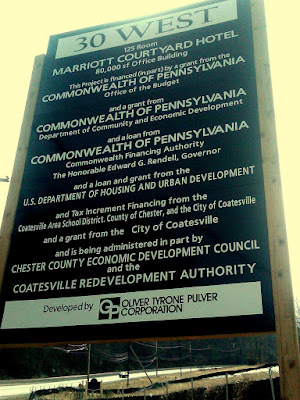 30 WEST
125 Room
MARRIOTT COURTYARD HOTEL
80,000 sf Office Building
This Project is financed (in part) by a grant from the
COMMONWEALTH OF PENNSYLVANIA
Office of the Budget
and a grant from
COMMONWEALTH OF PENNSYLVANIA
Department of Community and Economic Development
and a loan from
COMMONWEALTH OF PENNSYLVANIA
Commonwealth Financing Authority
The Honorable Edward G. Rendell, Governor
and a loan and grant from the
U.S. DEPARTMENT OF HOUSING AND URBAN DEVELOPMENT
and Tax Increment Financing from the
Coatesville Area School District, County of Chester, and the City of Coatesville
and a grant from the City of Coatesville
and is being administered in part by
CHESTER COUNTY ECONOMIC DEVELOPMENT COUNCIL
and the
COATESVILLE REDEVELOPMENT AUTHORITY
Developed by OLIVER TYRONE PULVER
CORPORATION